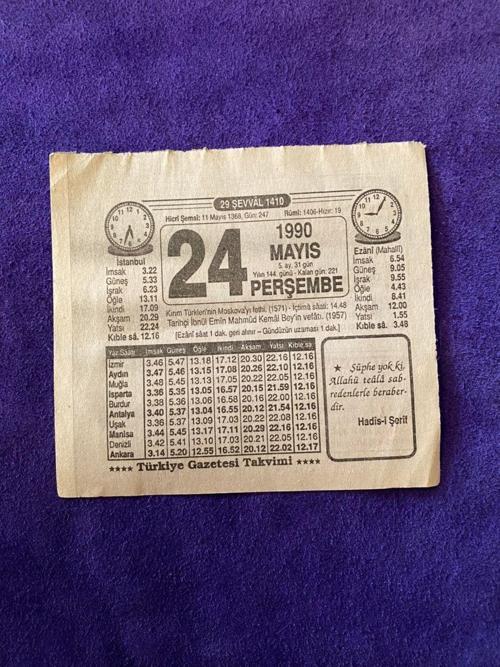 29 ŞEVVÂL 1410
Hicrî Şemsî: 11 Mayıs 1368, Gün: 247 Rûmî: 1406-Hızır: 19
İstanbul
İmsak 3.22
Güneş 5.33
İşrak 6.23
Öğle 13.11
İkindi 17.09
Akşam 20.29
Yatsı 22.24
Kıble sâ. 12.16
24
1990
MAYIS
5. ay, 31 gün
Yılın 144. günü - Kalan gün: 221
PERŞEMBE
Ezânî (Mahallî)
İmsak 6.54
Güneş 9.05
İşrak 9.55
Öğle 4.43
İkindi 8.41
Akşam 12.00
Yatsı 1.55
Kıble sâ. 3.48
Kırım Türkleri'nin Moskova'yı fethi. (1571) - İçtimâ sâati: 14.48
Tarihçi İbnül Emîn Mahmûd Kemâl Bey'in vefâtı. (1957)
[Ezânî sâat 1 dak. geri alınır – Gündüzün uzaması 1 dak.]
Yaz Saati İmsak Güneş Öğle İkindi Akşam Yatsı Kıble sâ.
İzmir 3.46 5.47 13.18 17.12 20.30 22.16 12.16
Aydın 3.47 5.46 13.15 17.08 20.26 22.10 12.16
Muğla 3.48 5.45 13.13 17.05 20.22 22.05 12.16
Isparta 3.36 5.35 13.05 16.57 20.15 21.59 12.16
Burdur 3.38 5.36 13.06 16.58 20.16 22.00 12.16
Antalya 3.40 5.37 13.04 16.55 20.12 21.54 12.16
Uşak 3.36 5.37 13.09 17.03 20.22 22.08 12.16
Manisa 3.44 5.45 13.17 17.11 20.29 22.16 12.16
Denizli 3.42 5.41 13.10 17.03 20.21 22.05 12.16
Ankara 3.14 5.20 12.55 16.52 20.12 22.02 12.17
★ Şüphe yok ki,
Allahü teâlâ sab-
redenlerle beraber-
dir.
Hadîs-i Şerîf
★★★★ Türkiye Gazetesi Takvimi ★★★★